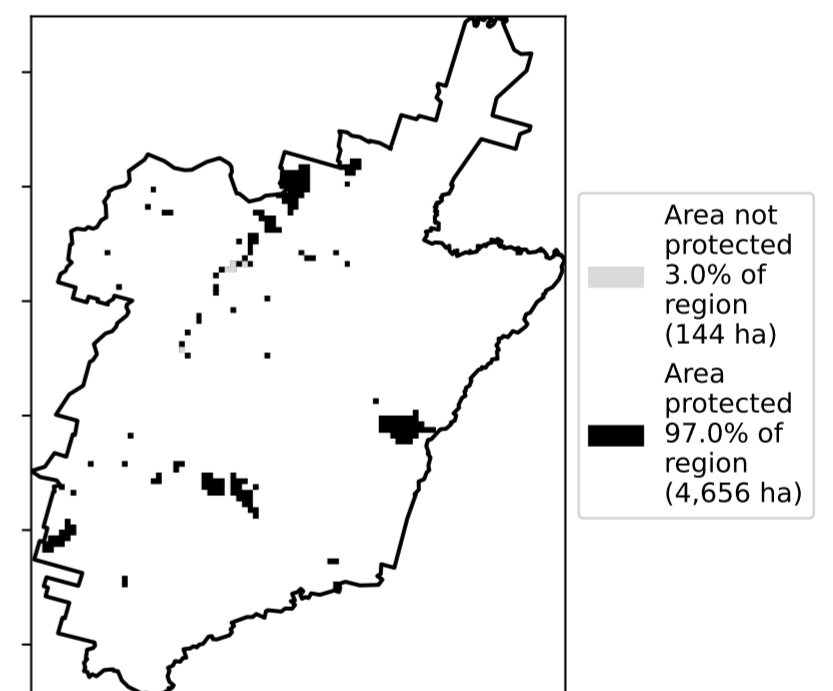 Area not
protected
3.0% of
region
(144 ha)
Area
protected
97.0% of
region
(4,656 ha)